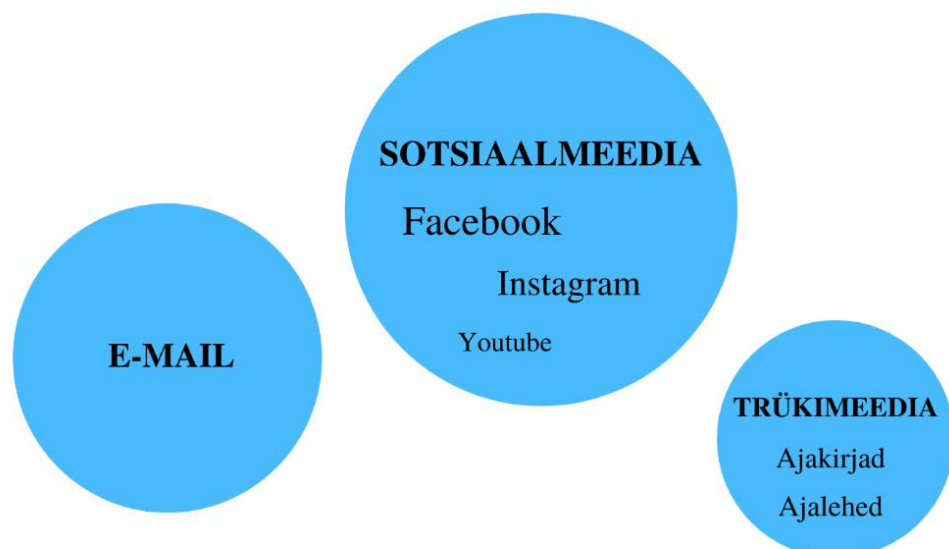 SOTSIAALMEEDIA
Facebook
Instagram
Youtube
E-MAIL
TRÜKIMEEDIA
Ajakirjad
Ajalehed